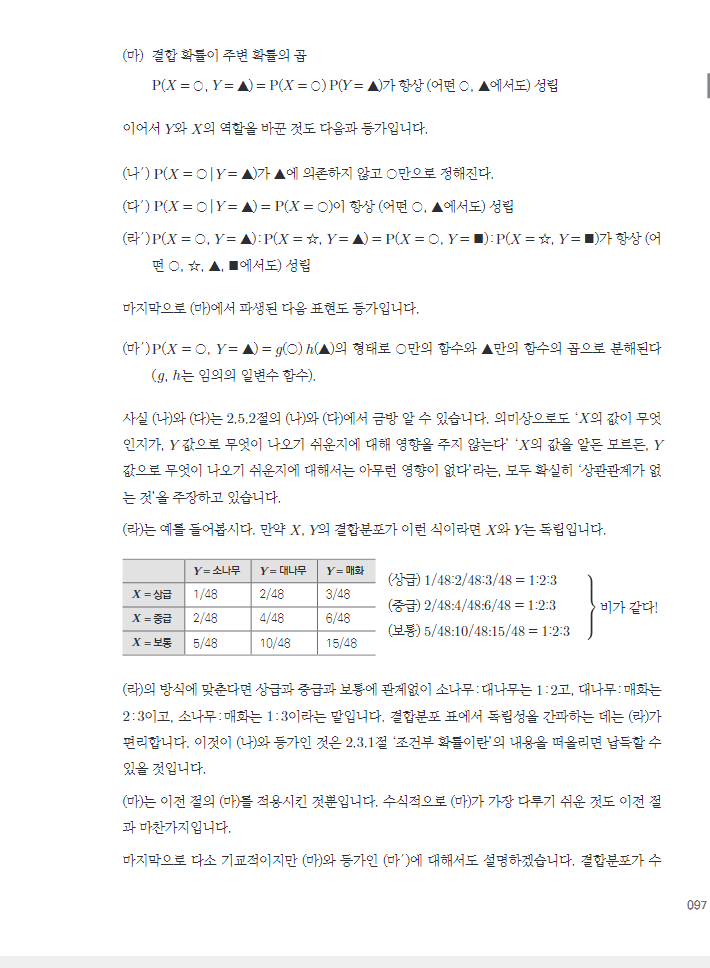 (마) 결합 확률이 주변 확률의 곱
P(X = ○, Y = ▲) = P(X = ○) P(Y = ▲)가 항상 (어떤 ○, ▲에서도) 성립
이어서 Y와 X의 역할을 바꾼 것도 다음과 등가입니다.
(나′) P(X = ○ | Y = ▲)가 ▲에 의존하지 않고 ○만으로 정해진다.
(다′) P(X = ○ | Y = ▲) = P(X = ○)이 항상 (어떤 ○, ▲에서도) 성립
(라′) P(X = ○, Y = ▲) : P(X = ☆, Y = ▲) = P(X = ○, Y = ■) : P(X = ☆, Y = ■)가 항상 (어
떤 ○, ☆, ▲, ■에서도) 성립
마지막으로 (마)에서 파생된 다음 표현도 등가입니다.
(마′) P(X = ○, Y = ▲) = g(○) h(▲)의 형태로 ○만의 함수와 ▲만의 함수의 곱으로 분해된다
(g, h는 임의의 일변수 함수).
사실 (나)와 (다)는 2.5.2절의 (나)와 (다)에서 금방 알 수 있습니다. 의미상으로도 ‘X의 값이 무엇
인지가, Y 값으로 무엇이 나오기 쉬운지에 대해 영향을 주지 않는다’ ‘X의 값을 알든 모르든, Y
값으로 무엇이 나오기 쉬운지에 대해서는 아무런 영향이 없다’라는, 모두 확실히 ‘상관관계가 없
는 것’을 주장하고 있습니다.
(라)는 예를 들어봅시다. 만약 X, Y의 결합분포가 이런 식이라면 X와 Y는 독립입니다.
Y = 소나무 Y = 대나무 Y = 매화
X = 상급 1/48 2/48 3/48
X = 중급 2/48 4/48 6/48
X = 보통 5/48 10/48 15/48
(상급) 1/48:2/48:3/48 = 1:2:3
(중급) 2/48:4/48:6/48 = 1:2:3
(보통) 5/48:10/48:15/48 = 1:2:3
비가 같다!
(라)의 방식에 맞춘다면 상급과 중급과 보통에 관계없이 소나무 : 대나무는 1 : 2고, 대나무 : 매화는
2 : 3이고, 소나무 : 매화는 1 : 3이라는 말입니다. 결합분포 표에서 독립성을 간파하는 데는 (라)가
편리합니다. 이것이 (나)와 등가인 것은 2.3.1절 ‘조건부 확률이란’의 내용을 떠올리면 납득할 수
있을 것입니다.
(마)는 이전 절의 (마)를 적용시킨 것뿐입니다. 수식적으로 (마)가 가장 다루기 쉬운 것도 이전 절
과 마찬가지입니다.
마지막으로 다소 기교적이지만 (마)와 등가인 (마′)에 대해서도 설명하겠습니다. 결합분포가 수
097